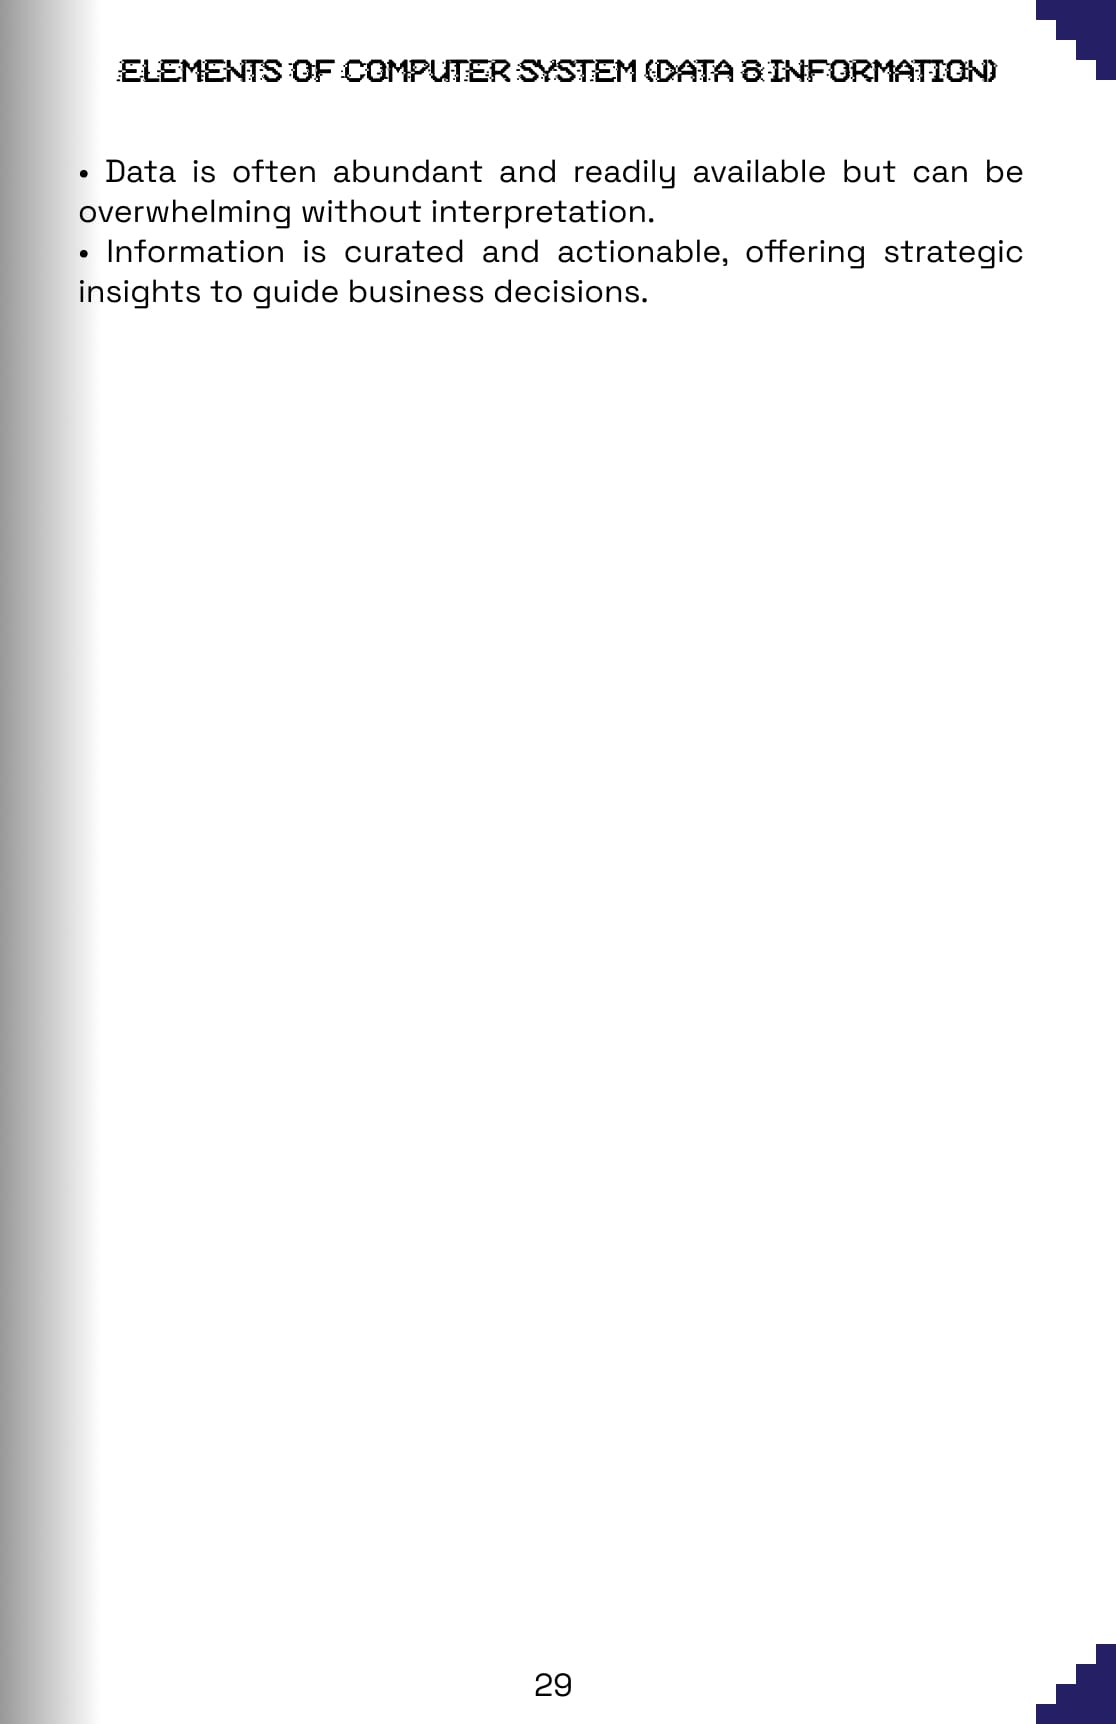 ELEMENTS OF COMPUTER SYSTEM (DATA & INFORMATION)
• Data is often abundant and readily available but can be
overwhelming without interpretation.
• Information is curated and actionable, offering strategic
insights to guide business decisions.
29